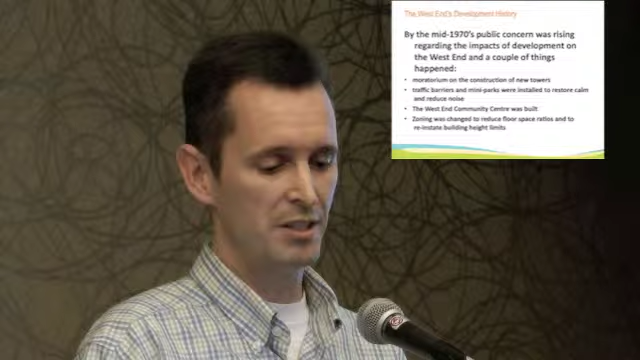 The West End's Development History
By the mid-1970's public concern was rising
regarding the impacts of development on
the West End and a couple of things
happened:
• moratorium on the construction of new towers
• traffic barriers and mini-parks were installed to restore calm
and reduce noise
• The West End Community Centre was built
• Zoning was changed to reduce floor space ratios and to
re-instate building height limits